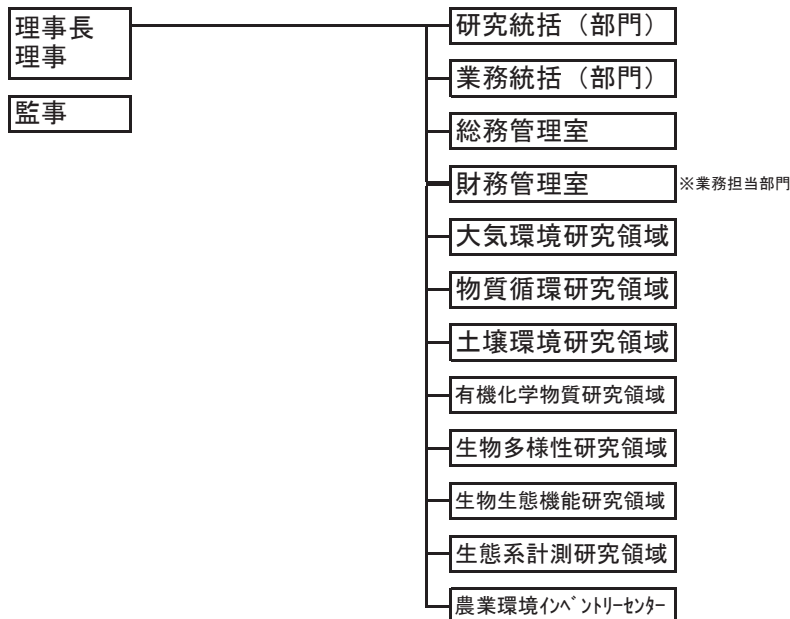 理事長
理事
監事
研究統括（部門）
業務統括（部門）
総務管理室
財務管理室
※業務担当部門
大気環境研究領域
物質循環研究領域
土壌環境研究領域
有機化学物質研究領域
生物多様性研究領域
生物生態機能研究領域
生態系計測研究領域
農業環境ｲﾝﾍﾞﾝﾄﾘｰｾﾝﾀｰ